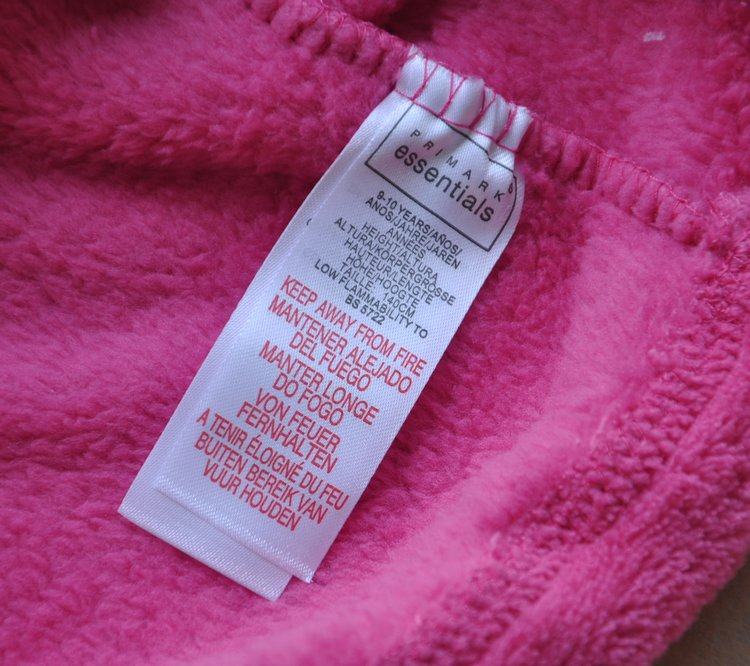 PRIMARK
essentials
9-10 YEARS/AÑOS/
ANOS/JAHRE/JAREN
ANNÉES
HEIGHT/ALTURA
ALTURA/KÖRPERGRÖSSE
HAUTEUR/LENGTE
HÖHE/HOOGTE
TAILLE 140CM
LOW FLAMMABILITY TO
BS 5722
KEEP AWAY FROM FIRE
MANTENER ALEJADO
DEL FUEGO
MANTER LONGE
DO FOGO
VON FEUER
FERNHALTEN
A TENIR ÉLOIGNÉ DU FEU
BUITEN BEREIK VAN
VUUR HOUDEN